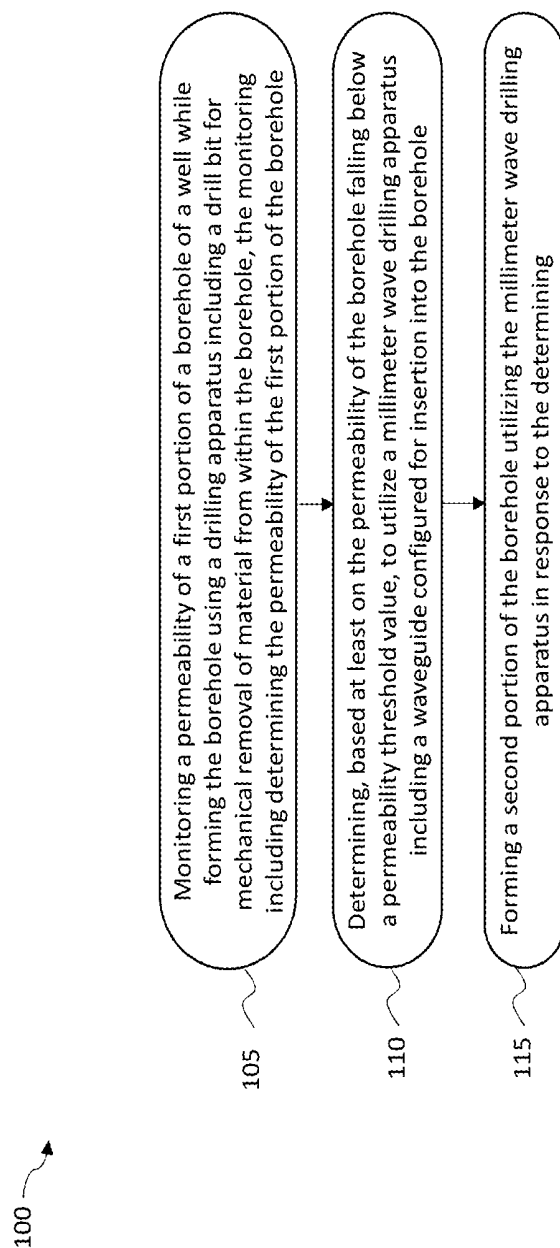 100
105
Monitoring a permeability of a first portion of a borehole of a well while
forming the borehole using a drilling apparatus including a drill bit for
mechanical removal of material from within the borehole, the monitoring
including determining the permeability of the first portion of the borehole
110
Determining, based at least on the permeability of the borehole falling below
a permeability threshold value, to utilize a millimeter wave drilling apparatus
including a waveguide configured for insertion into the borehole
115
Forming a second portion of the borehole utilizing the millimeter wave drilling
apparatus in response to the determining